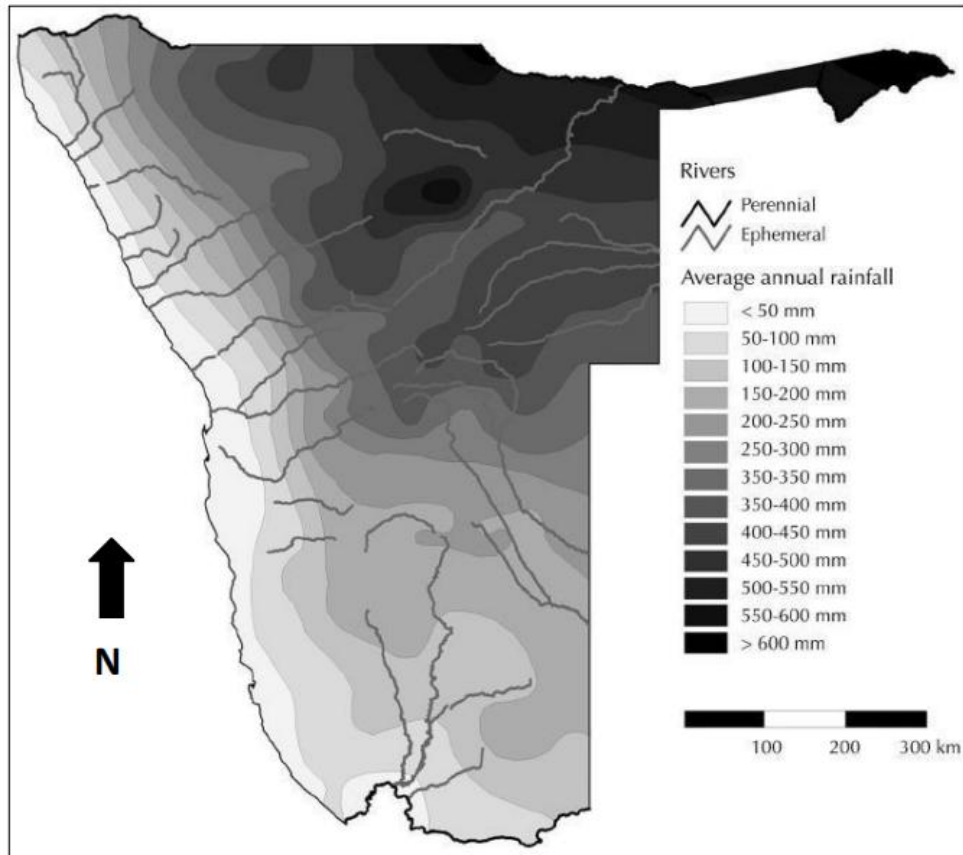 Rivers
Perennial
Ephemeral
Average annual rainfall
< 50 mm
50-100 mm
100-150 mm
150-200 mm
200-250 mm
250-300 mm
350-350 mm
350-400 mm
400-450 mm
450-500 mm
500-550 mm
550-600 mm
> 600 mm
N
100 200 300 km